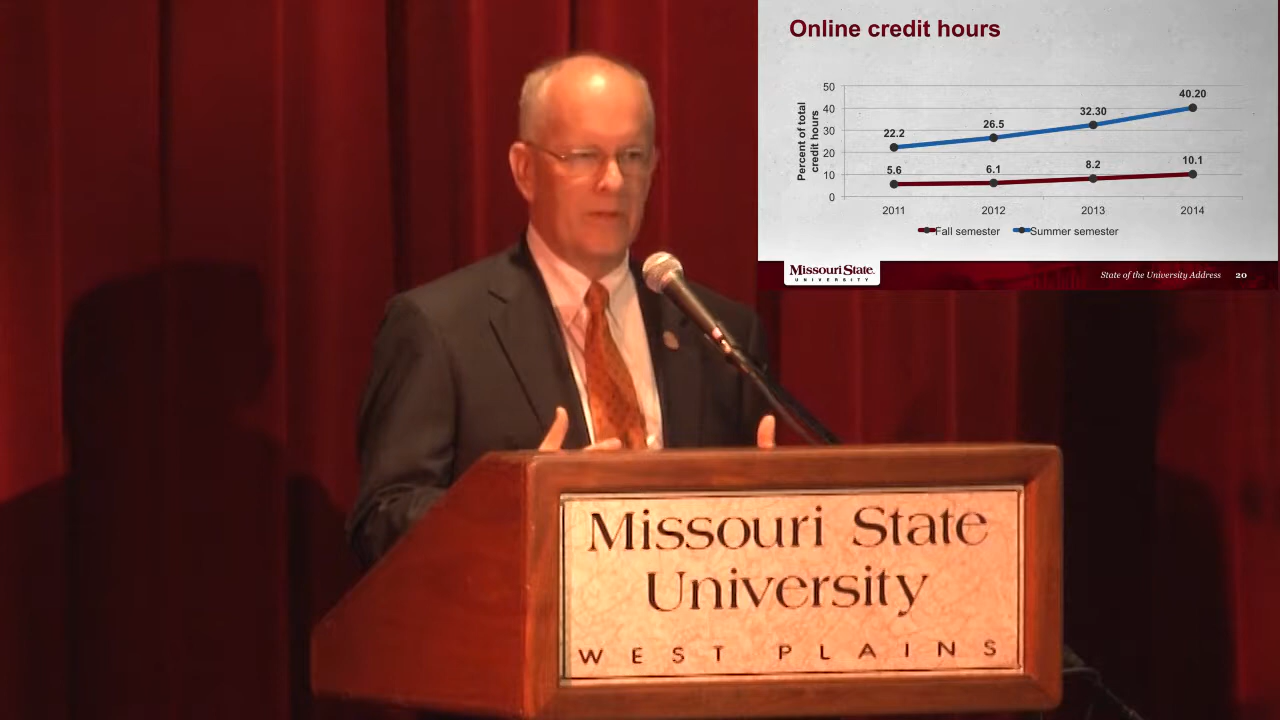 Online credit hours
Percent of total
credit hours
50
40
30
20
10
0
22.2
26.5
32.30
40.20
5.6
6.1
8.2
10.1
2011
2012
2013
2014
Fall semester
Summer semester
Missouri State
UNIVERSITY
State of the University Address
20
Missouri State
University
WEST PLAINS